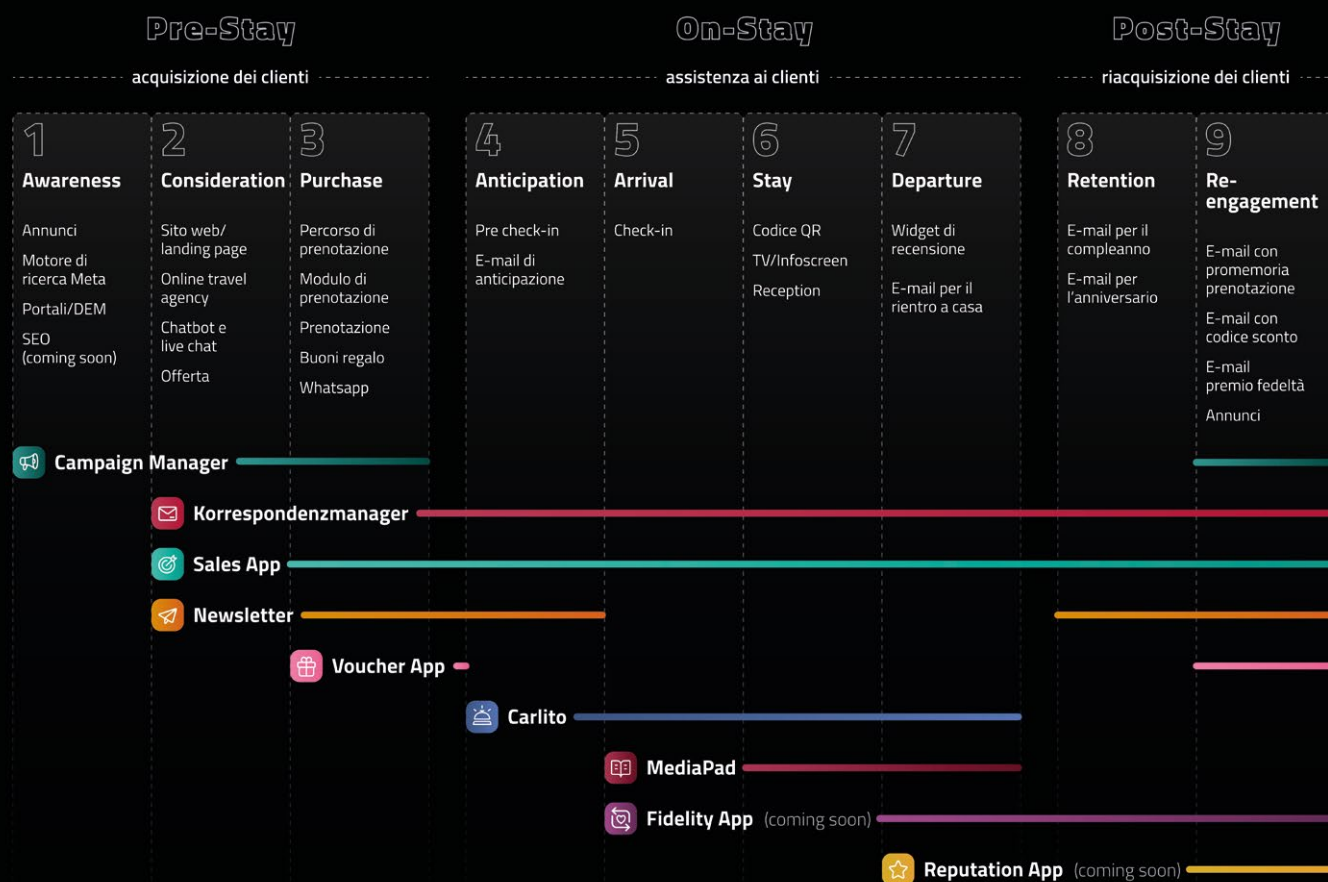 Pre-Stay
On-Stay
Post-Stay
acquisizione dei clienti
assistenza ai clienti
riacquisizione dei clienti
1
Awareness
Annunci
Motore di
ricerca Meta
Portali/DEM
SEO
(coming soon)
2
Consideration
Sito web/
landing page
Online travel
agency
Chatbot e
live chat
Offerta
3
Purchase
Percorso di
prenotazione
Modulo di
prenotazione
Prenotazione
Buoni regalo
Whatsapp
4
Anticipation
Pre check-in
E-mail di
anticipazione
5
Arrival
Check-in
6
Stay
Codice QR
TV/Infoscreen
Reception
7
Departure
Widget di
recensione
E-mail per il
rientro a casa
8
Retention
E-mail per il
compleanno
E-mail per
l'anniversario
9
Re-
engagement
E-mail con
promemoria
prenotazione
E-mail con
codice sconto
E-mail
premio fedeltà
Annunci
Campaign Manager
Korrespondenzmanager
Sales App
Newsletter
Voucher App
Carlito
MediaPad
Fidelity App (coming soon)
Reputation App (coming soon)